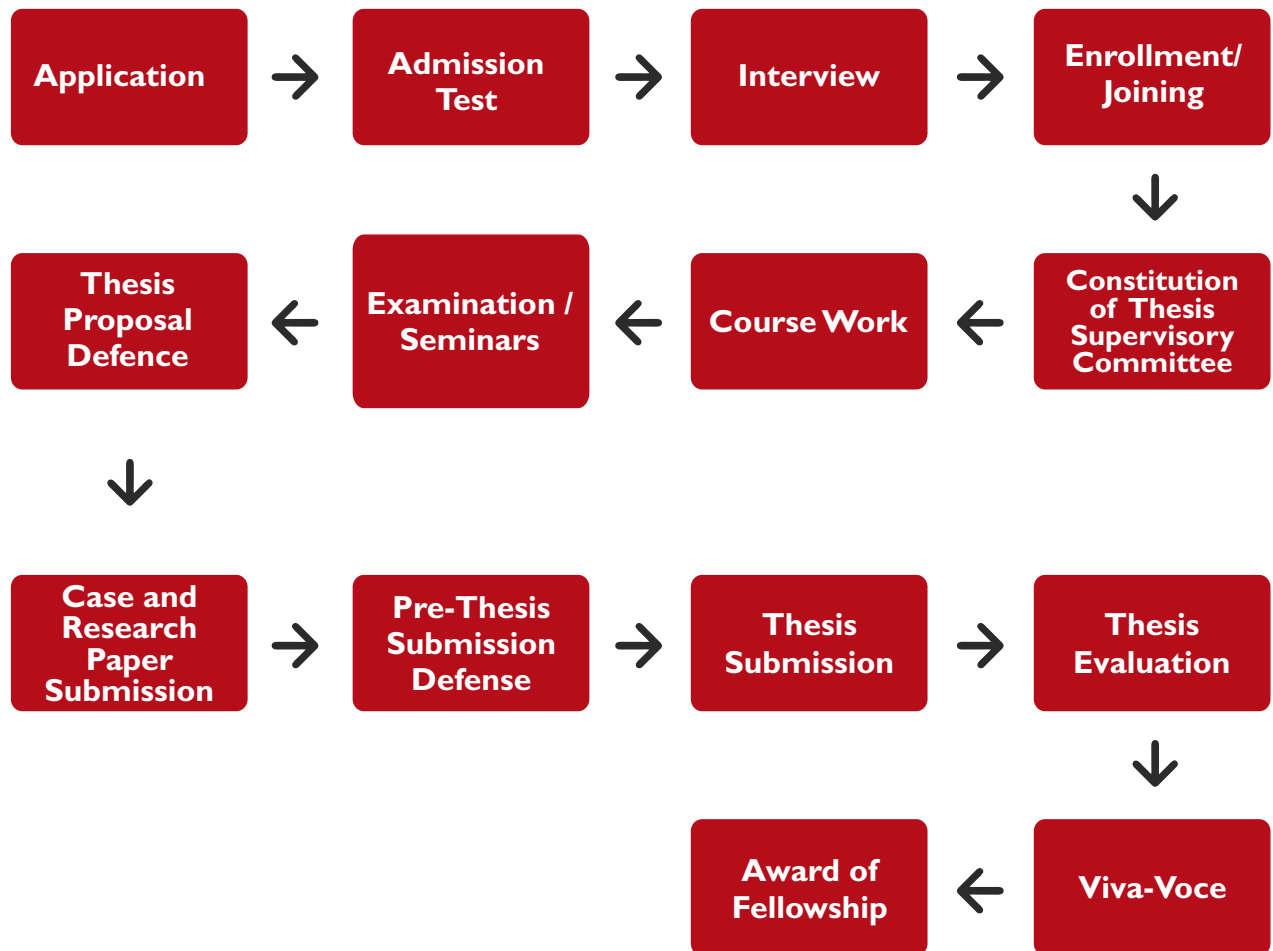 Application
Admission
Test
Interview
Enrollment/
Joining
Constitution
of Thesis
Supervisory
Committee
Course Work
Examination /
Seminars
Thesis
Proposal
Defence
Case and
Research
Paper
Submission
Pre-Thesis
Submission
Defense
Thesis
Submission
Thesis
Evaluation
Viva-Voce
Award of
Fellowship